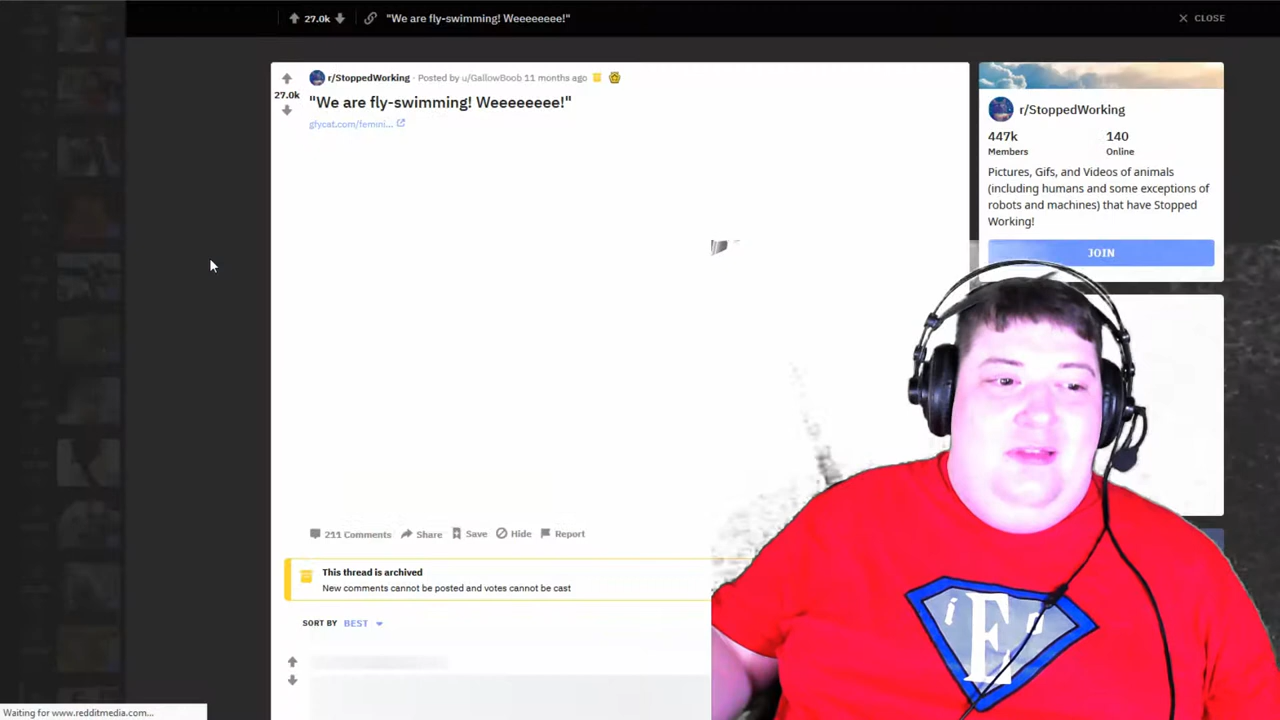 27.0k "We are fly-swimming! Weeeeeeee!" CLOSE
r/StoppedWorking · Posted by u/GallowBoob 11 months ago
27.0k
"We are fly-swimming! Weeeeeeee!"
gfycat.com/femini...
r/StoppedWorking
447k 140
Members Online
Pictures, Gifs, and Videos of animals
(including humans and some exceptions of
robots and machines) that have Stopped
Working!
JOIN
211 Comments Share Save Hide Report
This thread is archived
New comments cannot be posted and votes cannot be cast
SORT BY BEST
i E
Waiting for www.redditmedia.com...